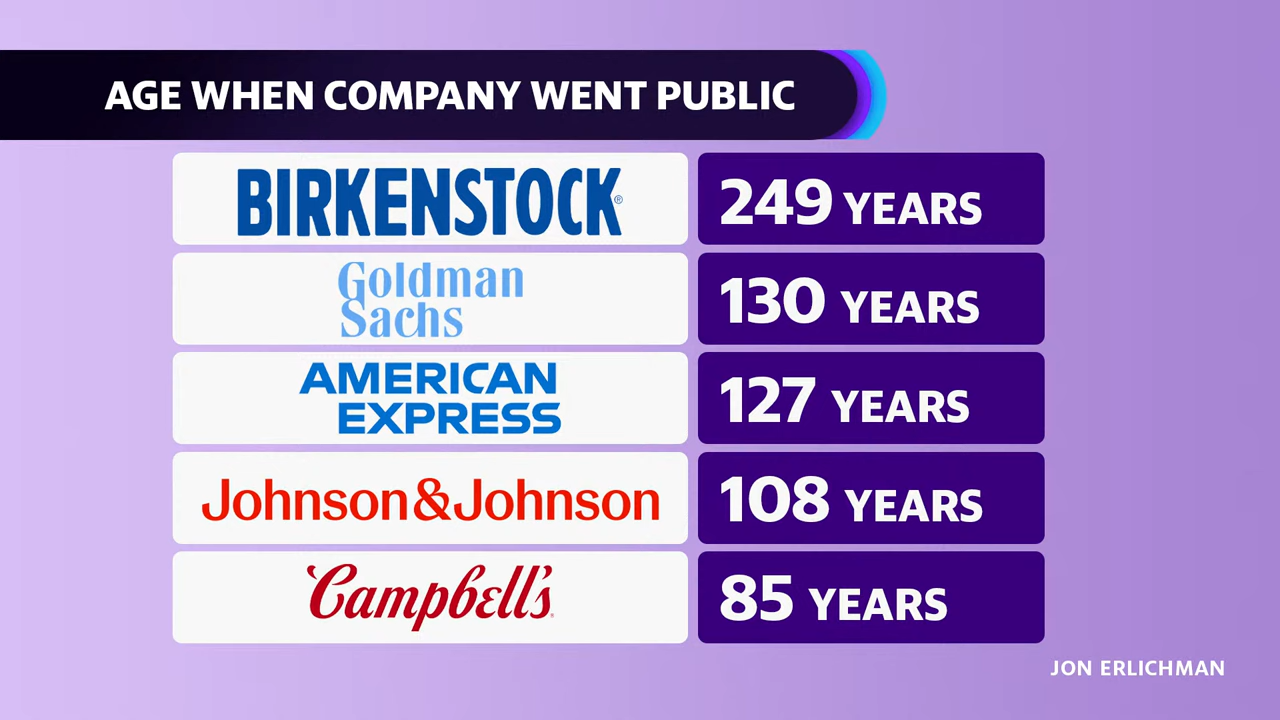 AGE WHEN COMPANY WENT PUBLIC
BIRKENSTOCK®
249 YEARS
Goldman
Sachs
130 YEARS
AMERICAN
EXPRESS
127 YEARS
Johnson&Johnson
108 YEARS
Campbell's
85 YEARS
JON ERLICHMAN